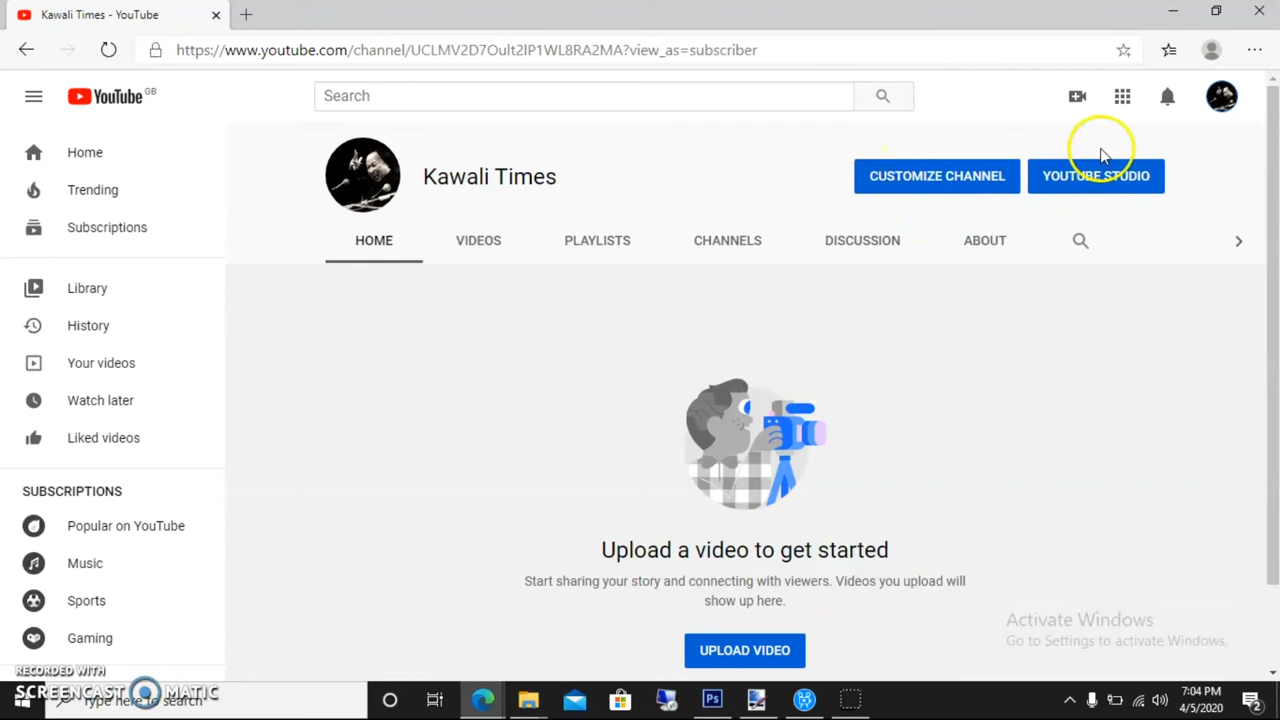 Kawali Times - YouTube
https://www.youtube.com/channel/UCLMV2D7Oult2lP1WL8RA2MA?view_as=subscriber
YouTube GB
Search
Home
Trending
Subscriptions
Library
History
Your videos
Watch later
Liked videos
SUBSCRIPTIONS
Popular on YouTube
Music
Sports
Gaming
Kawali Times
CUSTOMIZE CHANNEL
YOUTUBE STUDIO
HOME VIDEOS PLAYLISTS CHANNELS DISCUSSION ABOUT
Upload a video to get started
Start sharing your story and connecting with viewers. Videos you upload will
show up here.
UPLOAD VIDEO
Activate Windows
Go to Settings to activate Windows.
RECORDED WITH
SCREENCAST MATIC
Type here to search
7:04 PM
4/5/2020
2